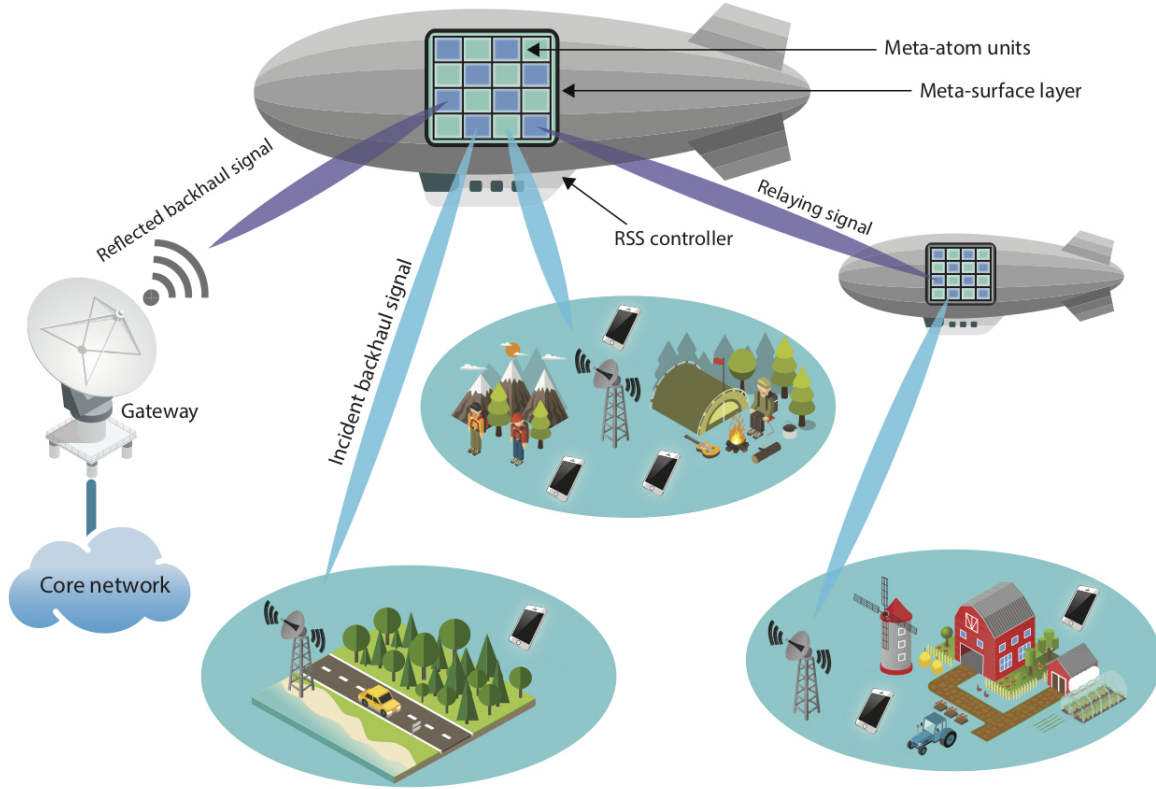 Meta-atom units
Meta-surface layer
Reflected backhaul signal
Relaying signal
RSS controller
Incident backhaul signal
Gateway
Core network